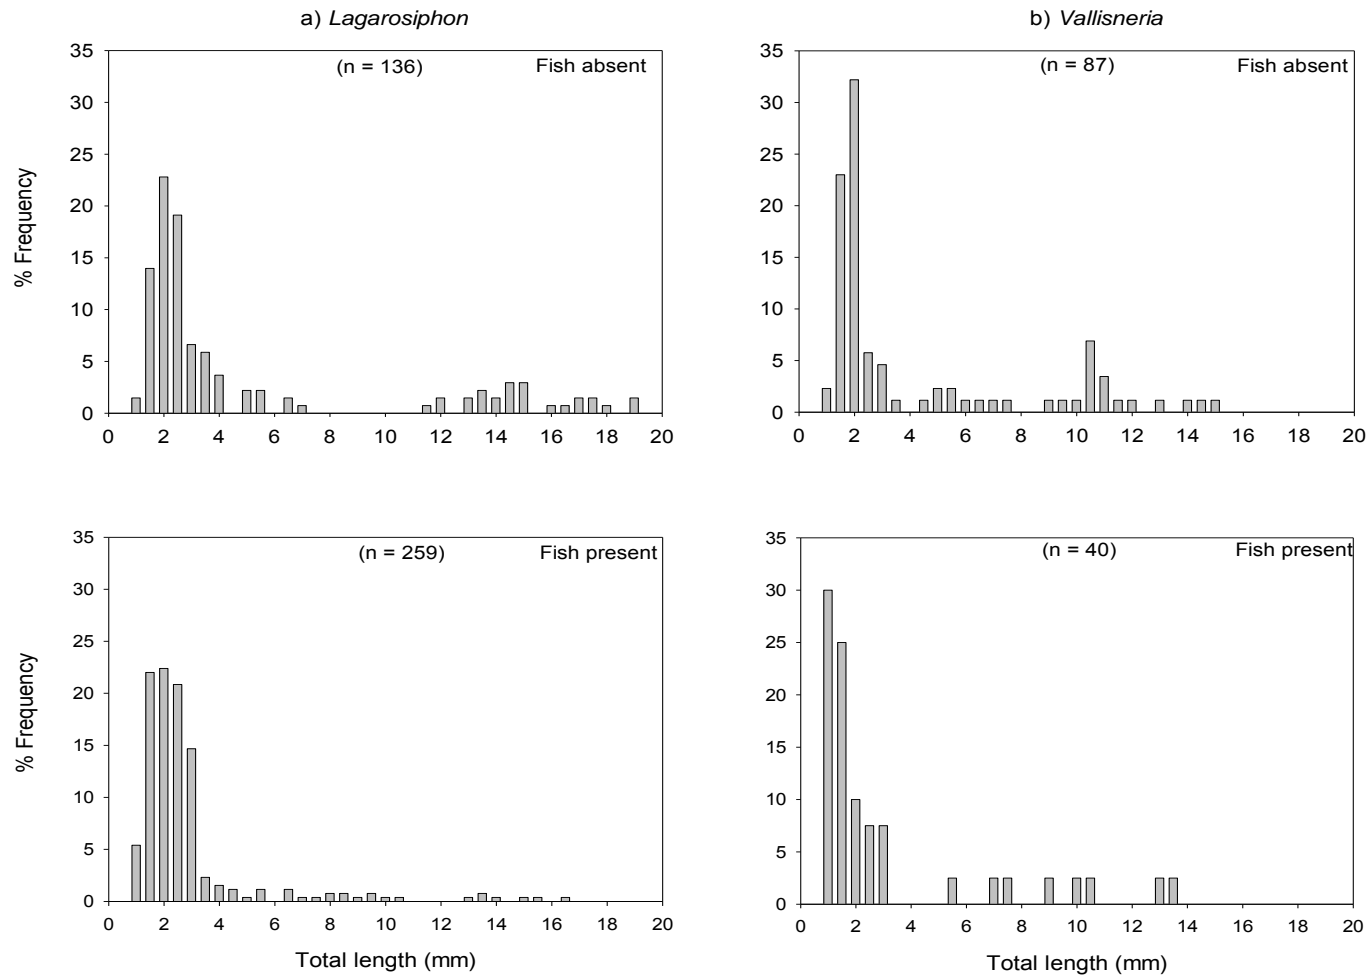 a) Lagarosiphon
b) Vallisneria
35
30
25
20
15
10
5
0
% Frequency
(n = 136)
Fish absent
0 2 4 6 8 10 12 14 16 18 20
35
30
25
20
15
10
5
0
(n = 87)
Fish absent
0 2 4 6 8 10 12 14 16 18 20
35
30
25
20
15
10
5
0
% Frequency
(n = 259)
Fish present
0 2 4 6 8 10 12 14 16 18 20
Total length (mm)
35
30
25
20
15
10
5
0
(n = 40)
Fish present
0 2 4 6 8 10 12 14 16 18 20
Total length (mm)